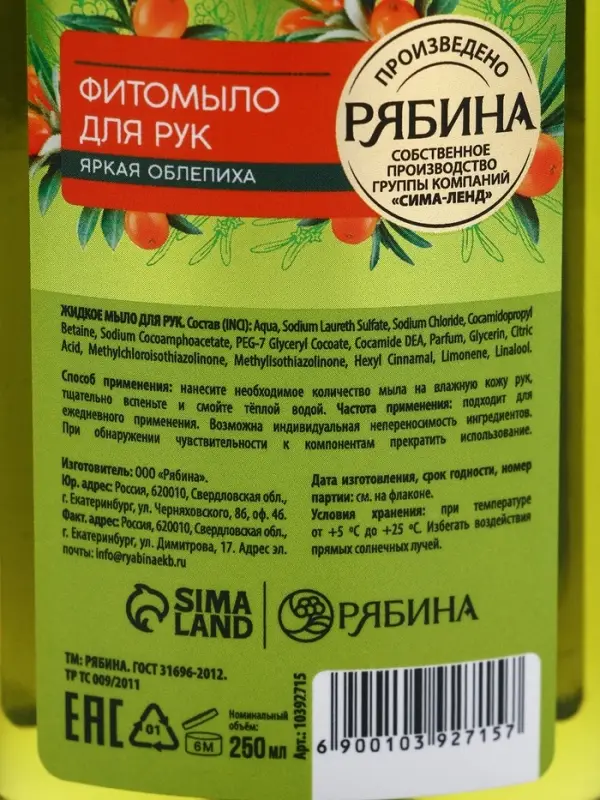 ФИТОМЫЛО
ДЛЯ РУК
ЯРКАЯ ОБЛЕПИХА
ПРОИЗВЕДЕНО
РЯБИНА
СОБСТВЕННОЕ
ПРОИЗВОДСТВО
ГРУППЫ КОМПАНИЙ
«СИМА-ЛЕНД»
ЖИДКОЕ МЫЛО ДЛЯ РУК. Состав (INCI): Aqua, Sodium Laureth Sulfate, Sodium Chloride, Cocamidopropyl
Betaine, Sodium Cocoamphoacetate, PEG-7 Glyceryl Cocoate, Cocamide DEA, Parfum, Glycerin, Citric
Acid, Methylchloroisothiazolinone, Methylisothiazolinone, Hexyl Cinnamal, Limonene, Linalool.
Способ применения: нанесите необходимое количество мыла на влажную кожу рук,
тщательно вспеньте и смойте тёплой водой. Частота применения: подходит для
ежедневного применения. Возможна индивидуальная непереносимость ингредиентов.
При обнаружении чувствительности к компонентам прекратить использование.
Изготовитель: ООО «Рябина».
Юр. адрес: Россия, 620010, Свердловская обл.,
г. Екатеринбург, ул. Черняховского, 86, оф. 46.
Факт. адрес: Россия, 620010, Свердловская обл.,
г. Екатеринбург, ул. Димитрова, 17. Адрес эл.
почты: info@ryabinaekb.ru
Дата изготовления, срок годности, номер
партии: см. на флаконе.
Условия хранения: при температуре
от +5 ºC до +25 ºC. Избегать воздействия
прямых солнечных лучей.
SIMA
LAND
РЯБИНА
ТМ: РЯБИНА. ГОСТ 31696-2012.
ТР ТС 009/2011
EAC
01
6М
Номинальный
объём:
250 мл
Арт.: 10392715
6 900103 927157